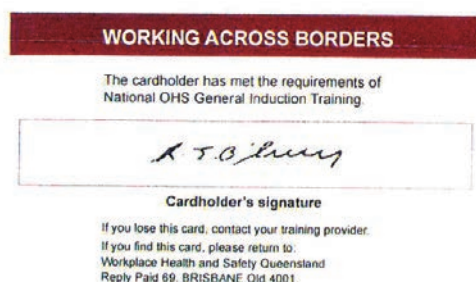 WORKING ACROSS BORDERS
The cardholder has met the requirements of
National OHS General Induction Training.
Cardholder's signature
If you lose this card, contact your training provider.
If you find this card, please return to:
Workplace Health and Safety Queensland
Reply Paid 69, BRISBANE Qld 4001